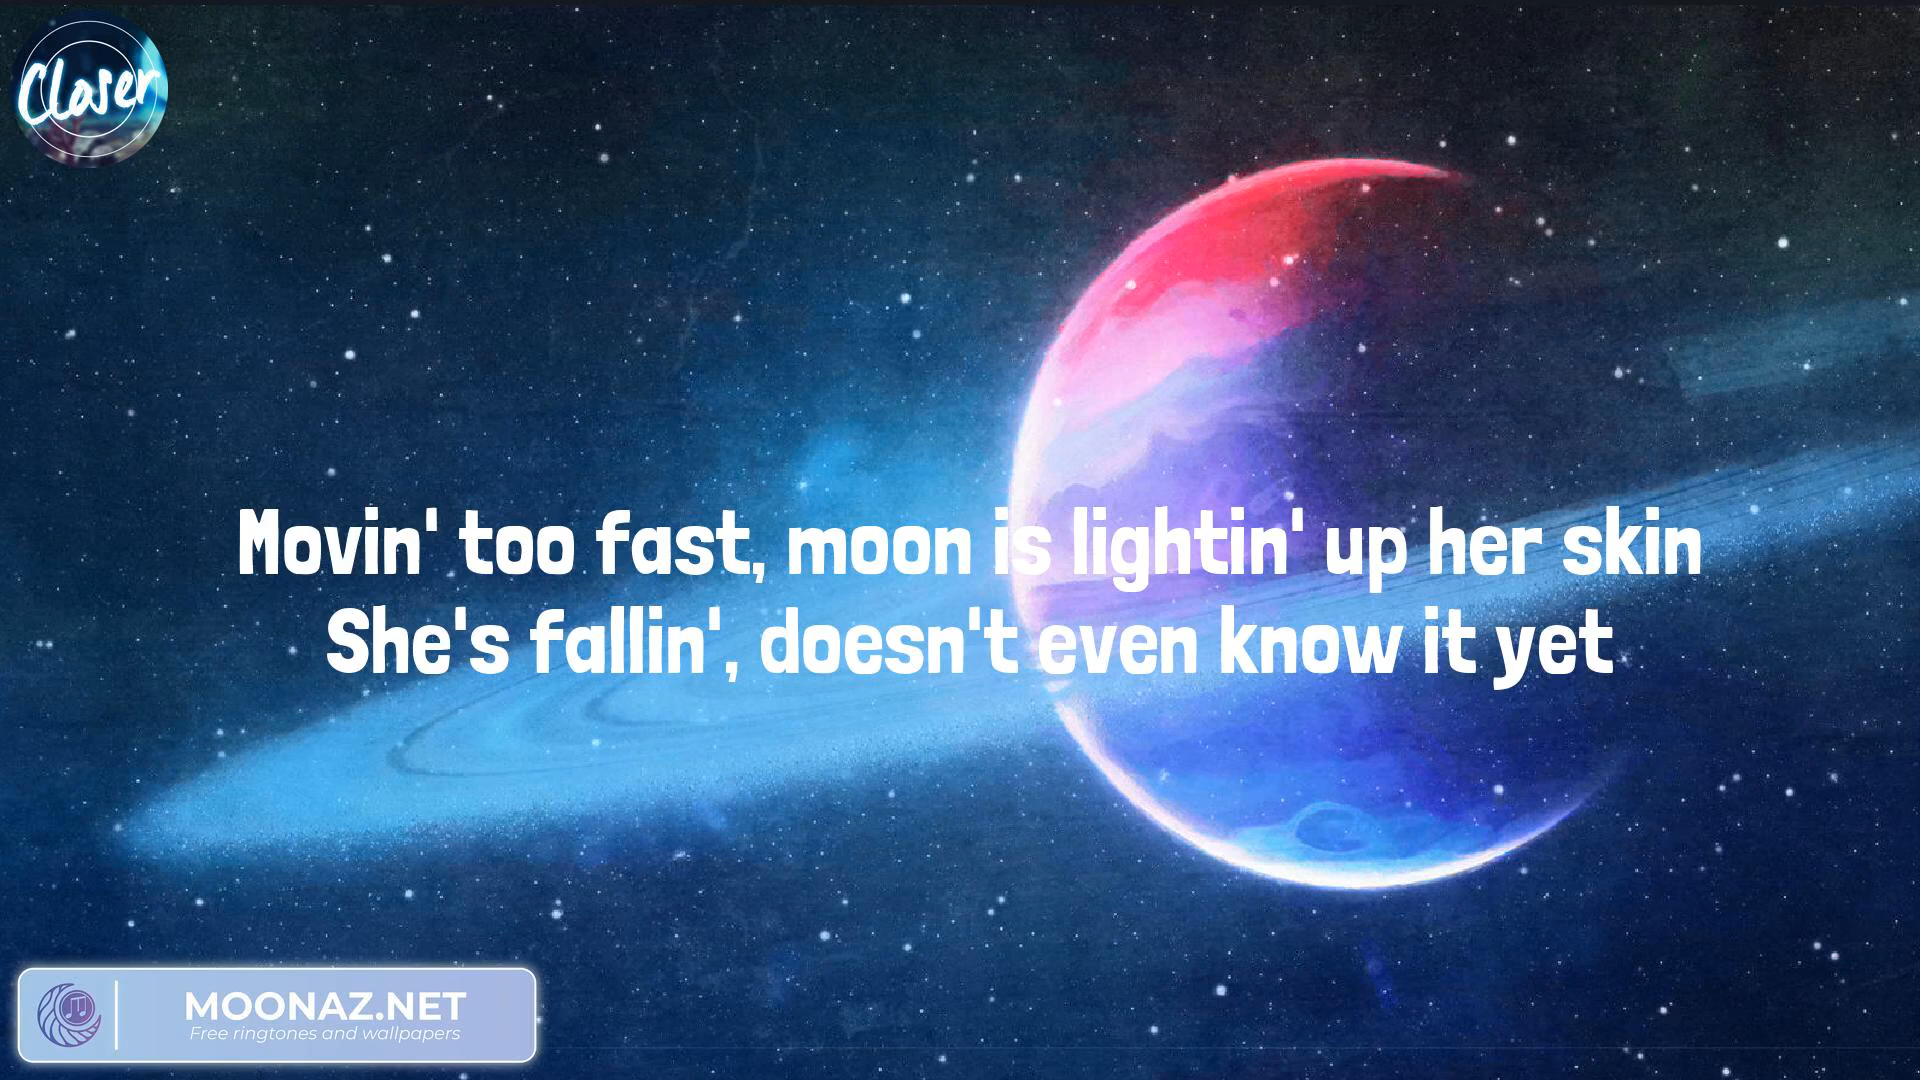 Closer
Movin' too fast, moon is lightin' up her skin
She's fallin', doesn't even know it yet
MOONAZ.NET
Free ringtones and wallpapers